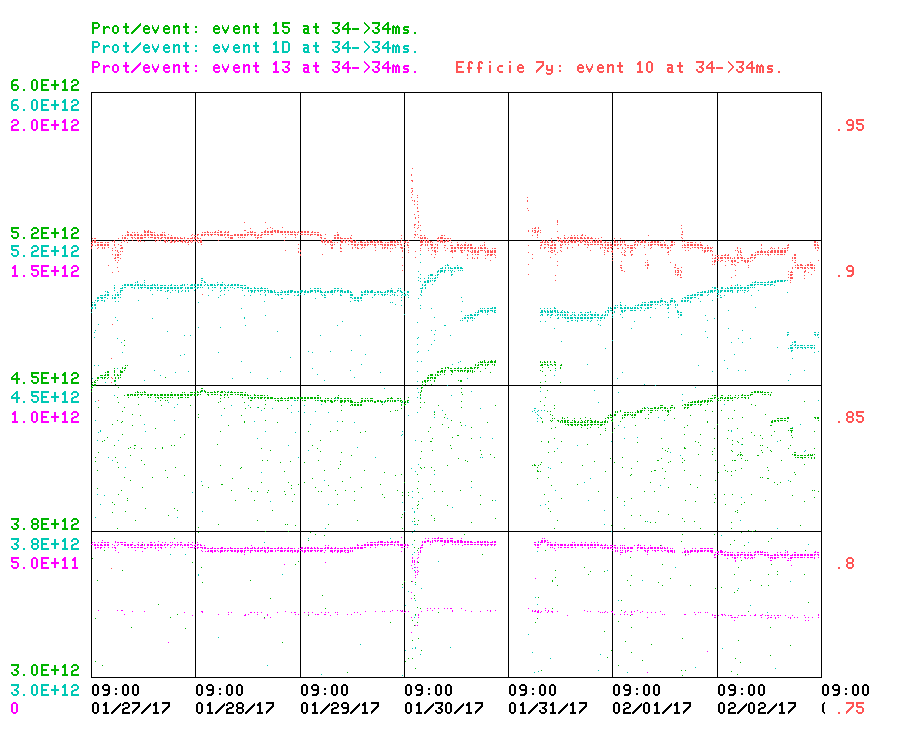 Prot/event: event 15 at 34->34ms.
Prot/event: event 1D at 34->34ms.
Prot/event: event 13 at 34->34ms. Efficie 7y: event 10 at 34->34ms.
6.0E+12
6.0E+12
2.0E+12 .95
5.2E+12
5.2E+12
1.5E+12 .9
4.5E+12
4.5E+12
1.0E+12 .85
3.8E+12
3.8E+12
5.0E+11 .8
3.0E+12
3.0E+12 09:00 09:00 09:00 09:00 09:00 09:00 09:00 09:00
0 01/27/17 01/28/17 01/29/17 01/30/17 01/31/17 02/01/17 02/02/17 .75